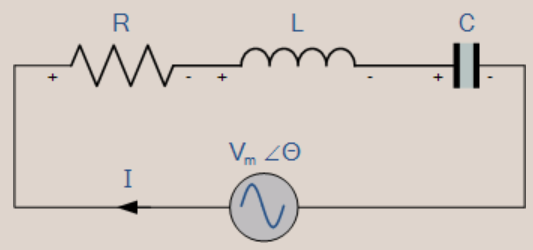 R L C
+ - + - + -
Vm ∠Θ
I